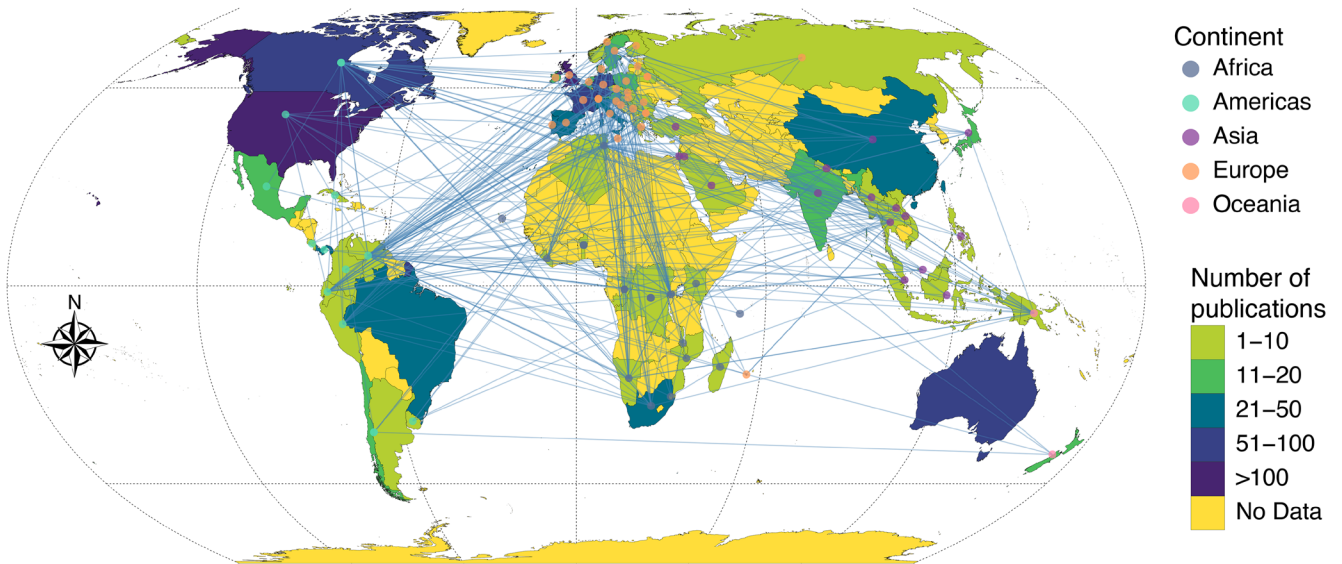 N
Continent
Africa
Americas
Asia
Europe
Oceania
Number of
publications
1–10
11–20
21–50
51–100
>100
No Data